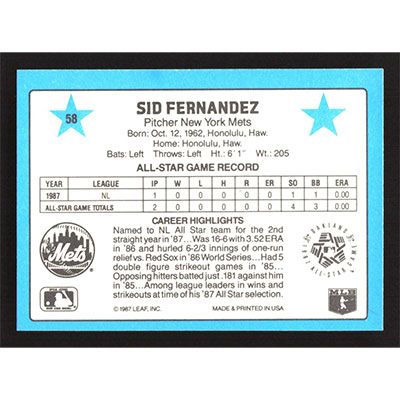 58
SID FERNANDEZ
Pitcher New York Mets
Born: Oct. 12, 1962, Honolulu, Haw.
Home: Honolulu, Haw.
Bats: Left Throws: Left Ht.: 6'1" Wt.: 205
ALL-STAR GAME RECORD
YEAR LEAGUE IP W L H R ER SO BB ERA
1987 NL 1 0 0 0 0 0 1 1 0.00
ALL-STAR GAME TOTALS 2 0 0 0 0 0 4 3 0.00
CAREER HIGHLIGHTS
Named to NL All Star team for the 2nd
straight year in '87...Was 16-6 with 3.52 ERA
in '86 and hurled 6-2/3 innings of one-run
relief vs. Red Sox in '86 World Series...Had 5
double figure strikeout games in '85...
Opposing hitters batted just .181 against him
in '85...Among league leaders in wins and
strikeouts at time of his '87 All Star selection.
Mets
1987 OAKLAND
ALL-STAR GAME
MLB
© 1987 LEAF, INC. MADE & PRINTED IN USA